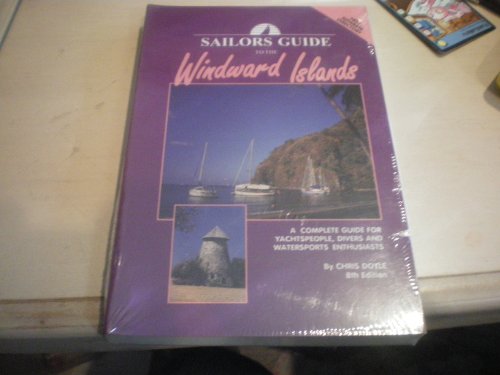 SAILORS GUIDE
TO THE
Windward Islands
A COMPLETE GUIDE FOR
YACHTSPEOPLE, DIVERS AND
WATERSPORTS ENTHUSIASTS
By CHRIS DOYLE
8th Edition